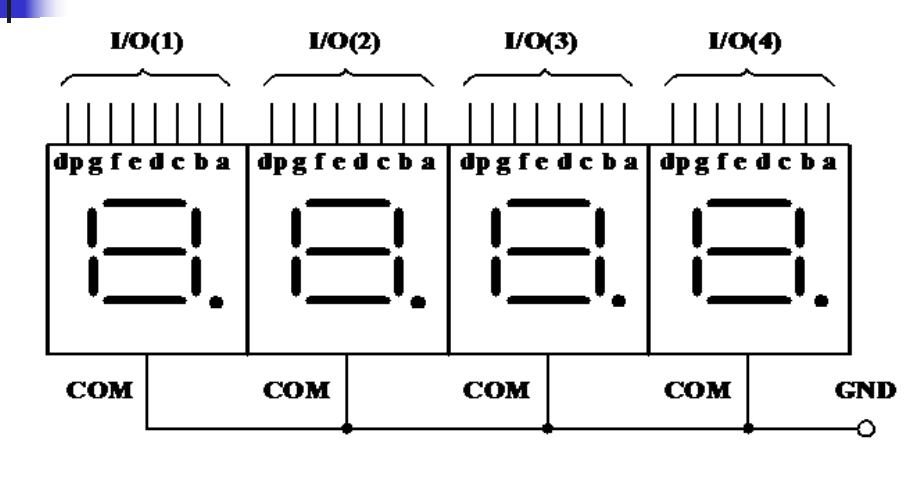 I/O(1) I/O(2) I/O(3) I/O(4)
dp g f e d c b a dp g f e d c b a dp g f e d c b a dp g f e d c b a
COM COM COM COM GND